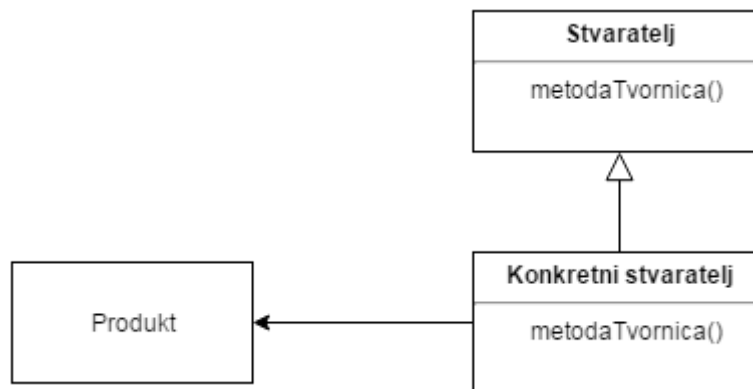 Stvaratelj
metodaTvornica()
Konkretni stvaratelj
Produkt
metodaTvornica()